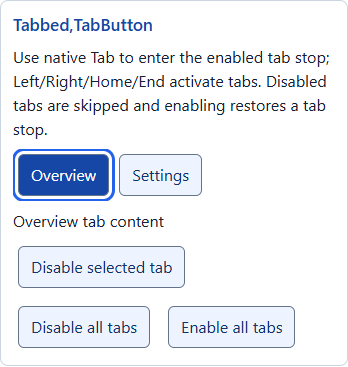 Tabbed,TabButton
Use native Tab to enter the enabled tab stop;
Left/Right/Home/End activate tabs. Disabled
tabs are skipped and enabling restores a tab
stop.
Overview Settings
Overview tab content
Disable selected tab
Disable all tabs Enable all tabs